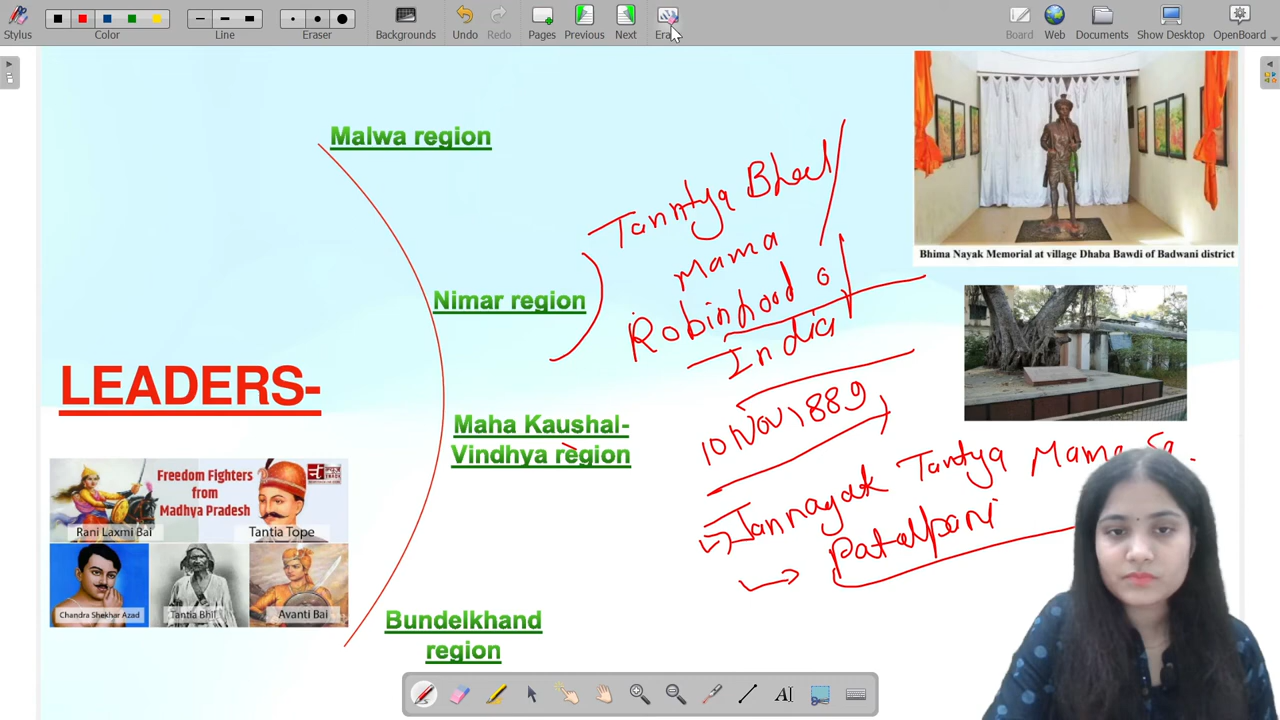 Stylus
Color
Line
Eraser
Backgrounds
Undo
Redo
Pages
Previous
Next
Board
Web
Documents
Show Desktop
OpenBoard
Malwa region
Nimar region
Maha Kaushal-
Vindhya region
Bundelkhand
region
LEADERS-
Freedom Fighters
from
Madhya Pradesh
Rani Laxmi Bai
Tantia Tope
Chandra Shekhar Azad
Tantia Bhil
Avanti Bai
Tanntya Bheel
Mama
Robinhood of
India
10 Nov 1889
Jannayak Tantya Mama
Patalpani
Bhima Nayak Memorial at village Dhaba Bawdi of Badwani district
AI